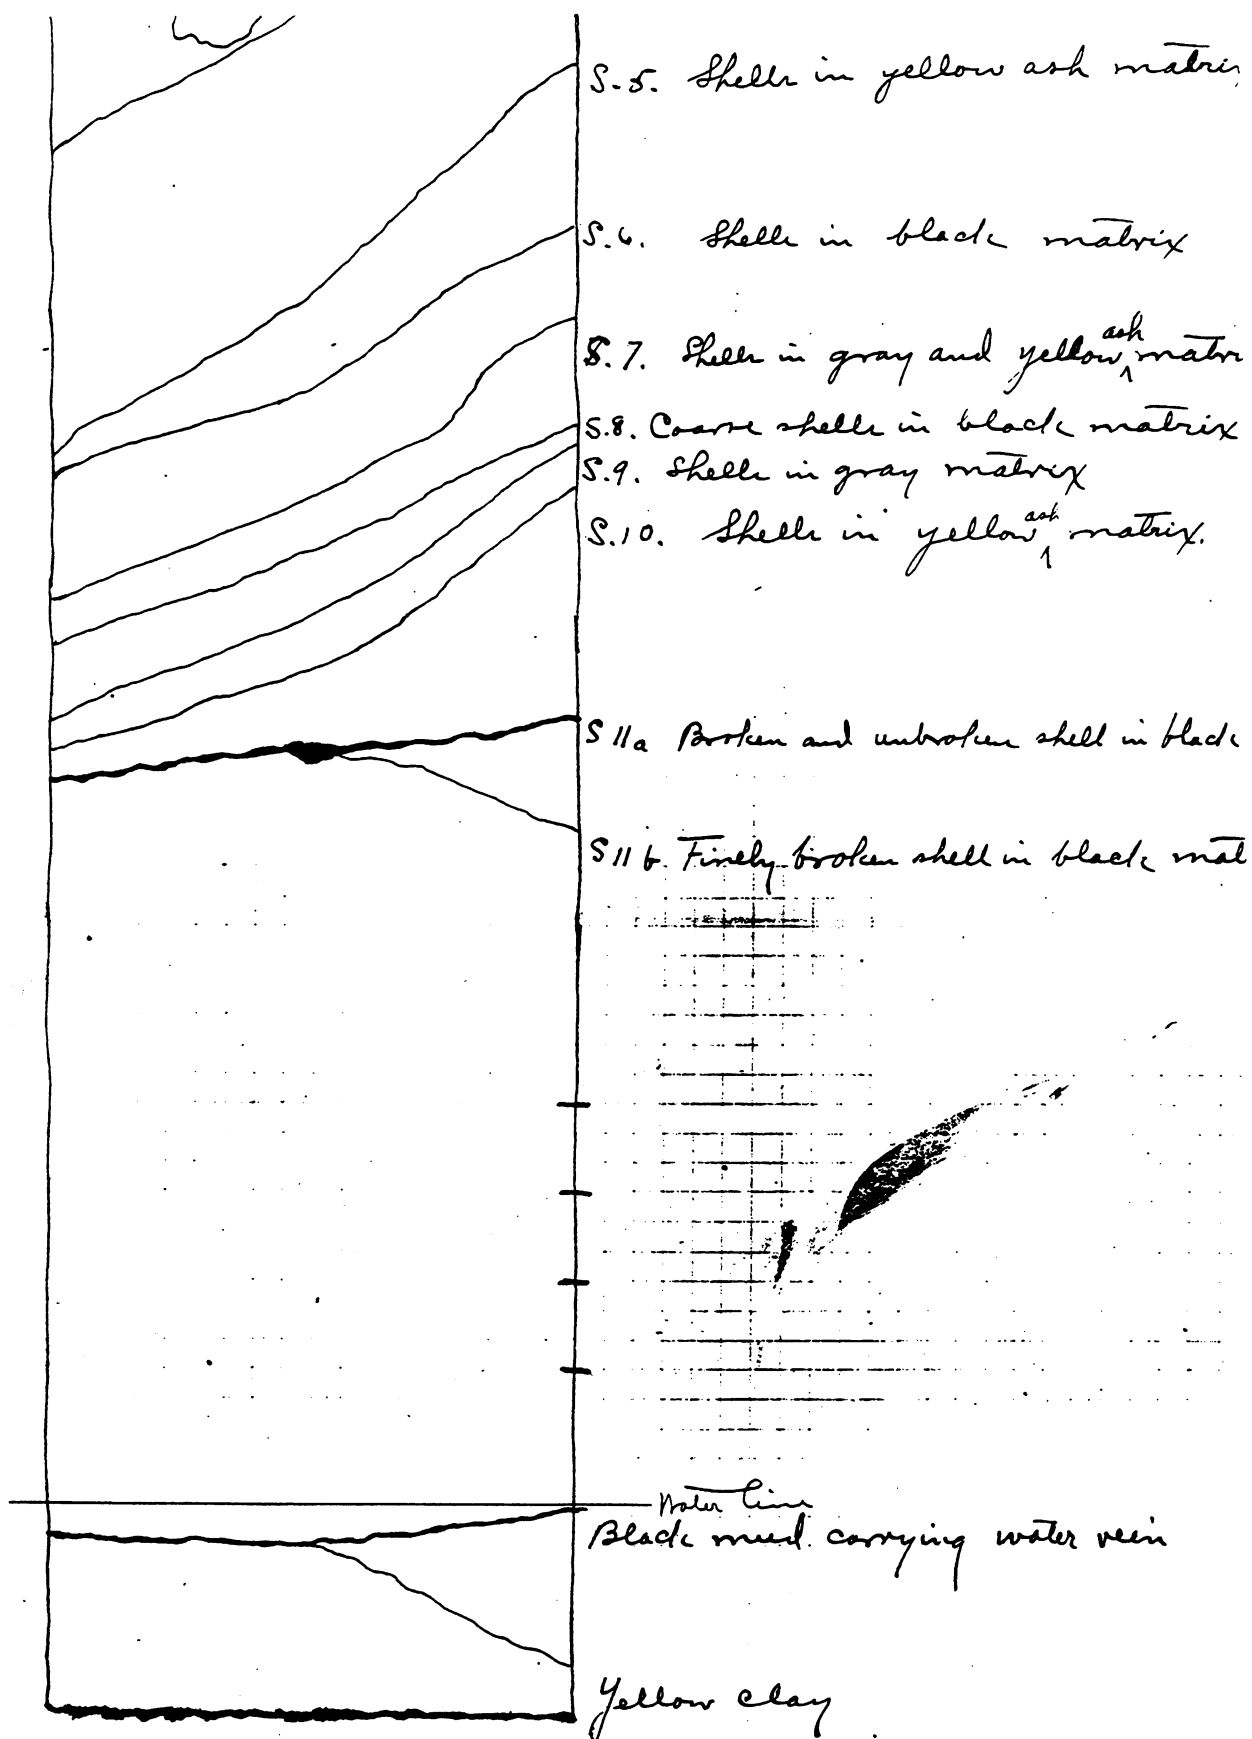 S.5. Shells in yellow ash matri
S.6. Shells in black matrix
S.7. Shells in gray and yellow ash matri
S.8. Coarse shells in black matrix
S.9. Shells in gray matrix
S.10. Shells in yellow ash matrix.
S 11a Broken and unbroken shell in black
S 11 b. Finely broken shell in black mat
Water line
Black mud carrying water vein
Yellow clay